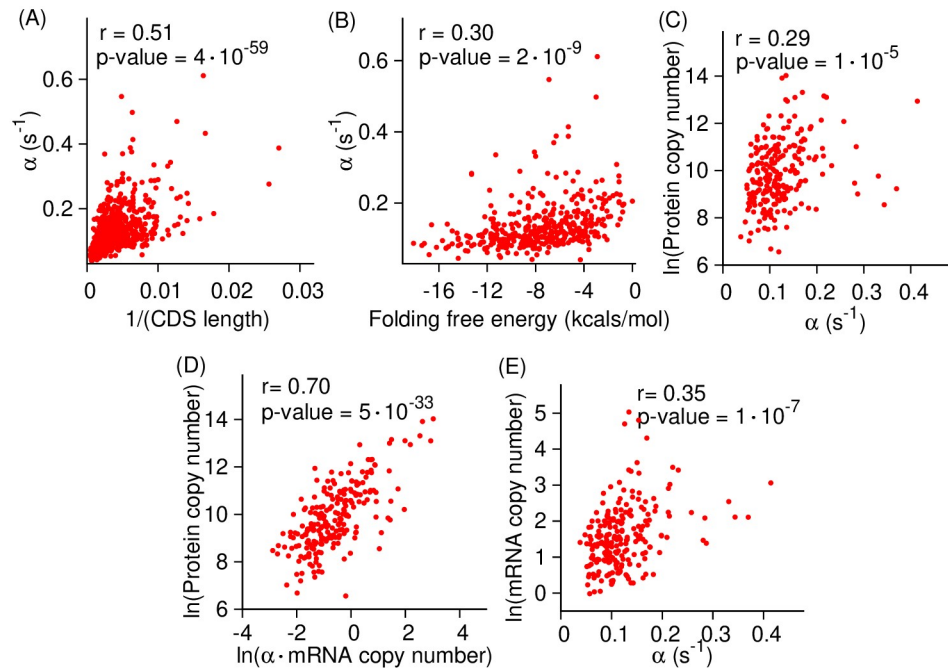 (A)
r = 0.51
p-value = 4·10^-59
α (s^-1)
0.6
0.4
0.2
0 0.01 0.02 0.03
1/(CDS length)
(B)
r = 0.30
p-value = 2·10^-9
α (s^-1)
0.6
0.4
0.2
-16 -12 -8 -4 0
Folding free energy (kcals/mol)
(C)
r = 0.29
p-value = 1·10^-5
ln(Protein copy number)
14
12
10
8
6
0 0.1 0.2 0.3 0.4
α (s^-1)
(D)
r= 0.70
p-value = 5·10^-33
ln(Protein copy number)
14
12
10
8
6
-4 -2 0 2 4
ln(α·mRNA copy number)
(E)
r= 0.35
p-value = 1·10^-7
ln(mRNA copy number)
5
4
3
2
1
0
0 0.1 0.2 0.3 0.4
α (s^-1)